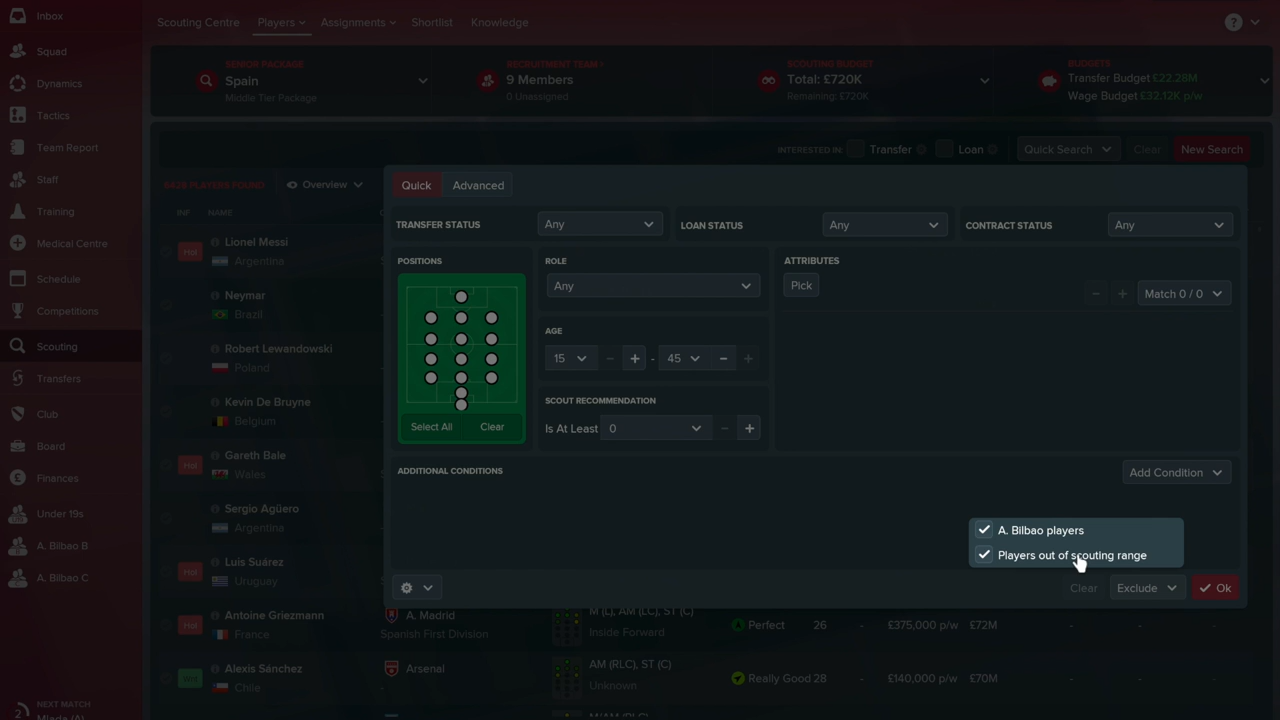 Inbox
Squad
Dynamics
Tactics
Team Report
Staff
Training
Medical Centre
Schedule
Competitions
Scouting
Transfers
Club
Board
Finances
Under 19s
A. Bilbao B
A. Bilbao C
NEXT MATCH
Scouting Centre Players Assignments Shortlist Knowledge ?
SENIOR PACKAGE
Spain
Middle Tier Package
RECRUITMENT TEAM
9 Members
0 Unassigned
SCOUTING BUDGET
Total: £720K
Remaining: £720K
BUDGETS
Transfer Budget £22.28M
Wage Budget £32.12K p/w
INTERESTED IN: Transfer Loan Quick Search Clear New Search
PLAYERS FOUND Overview
INF NAME
Hol Lionel Messi
Argentina
Neymar
Brazil
Robert Lewandowski
Poland
Kevin De Bruyne
Belgium
Hol Gareth Bale
Wales
Sergio Agüero
Argentina
Hol Luis Suárez
Uruguay
Hol Antoine Griezmann
France
A. Madrid
Spanish First Division
M (L), AM (LC), ST (C)
Inside Forward
Perfect 26 - £375,000 p/w £72M - - -
Alexis Sánchez
Chile
Arsenal
AM (RLC), ST (C)
Unknown
Really Good 28 - £140,000 p/w £70M - - -
Quick Advanced
TRANSFER STATUS Any LOAN STATUS Any CONTRACT STATUS Any
POSITIONS
Select All Clear
ROLE
Any
AGE
15 - + - 45 - +
SCOUT RECOMMENDATION
Is At Least 0 - +
ATTRIBUTES
Pick
- + Match 0 / 0
ADDITIONAL CONDITIONS
Add Condition
A. Bilbao players
Players out of scouting range
Clear Exclude Ok